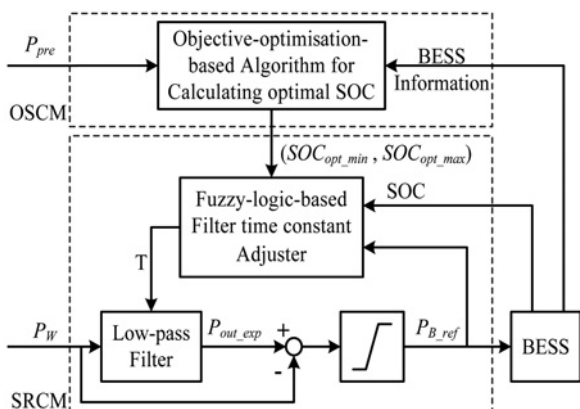 P_pre
Objective-optimisation-
based Algorithm for
Calculating optimal SOC
BESS
Information
OSCM
(SOC_opt_min , SOC_opt_max)
Fuzzy-logic-based
Filter time constant
Adjuster
SOC
T
P_W
Low-pass
Filter
P_out_exp
+
-
P_B_ref
BESS
SRCM